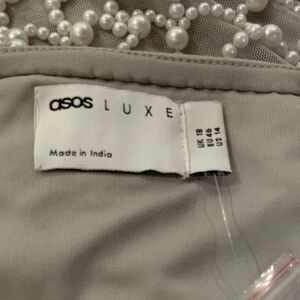 asos LUXE
Made in India
UK 18
EU 46
US 14